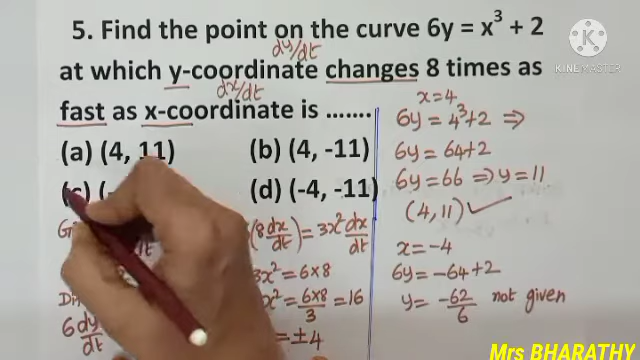 5. Find the point on the curve 6y = x³ + 2
dy/dt
at which y-coordinate changes 8 times as
dx/dt
fast as x-coordinate is .......
(a) (4, 11)
(b) (4, -11)
(c) (-
(d) (-4, -11)
(8 dx/dt) = 3x² dx/dt
3x² = 6×8
x² = 6×8/3 = 16
= ±4
6 dy/dt
x=4
6y = 4³+2 ⇒
6y = 64+2
6y = 66 ⇒ y = 11
(4,11) ✓
x = -4
6y = -64+2
y = -62/6 not given
KINEMASTER
Mrs BHARATHY